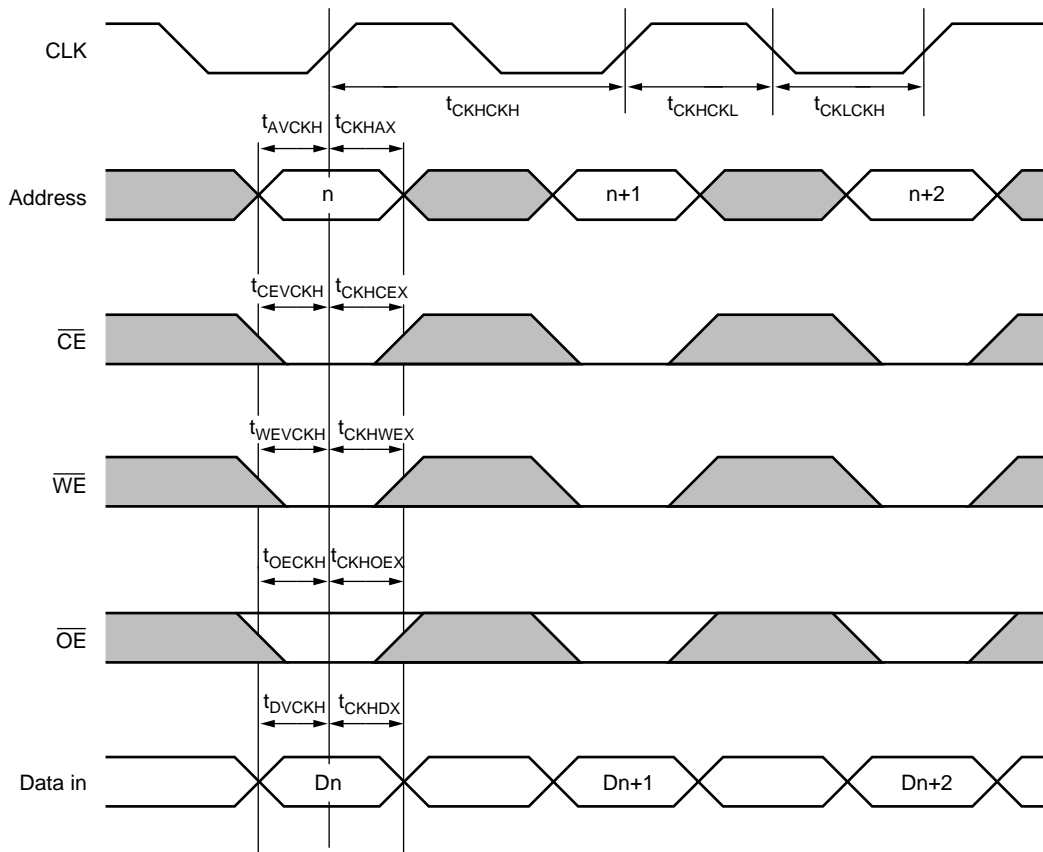 CLK
tCKHCKH
tCKHCKL
tCKLCKH
tAVCKH
tCKHAX
Address
n
n+1
n+2
tCEVCKH
tCKHCEX
CE
tWEVCKH
tCKHWEX
WE
tOECKH
tCKHOEX
OE
tDVCKH
tCKHDX
Data in
Dn
Dn+1
Dn+2